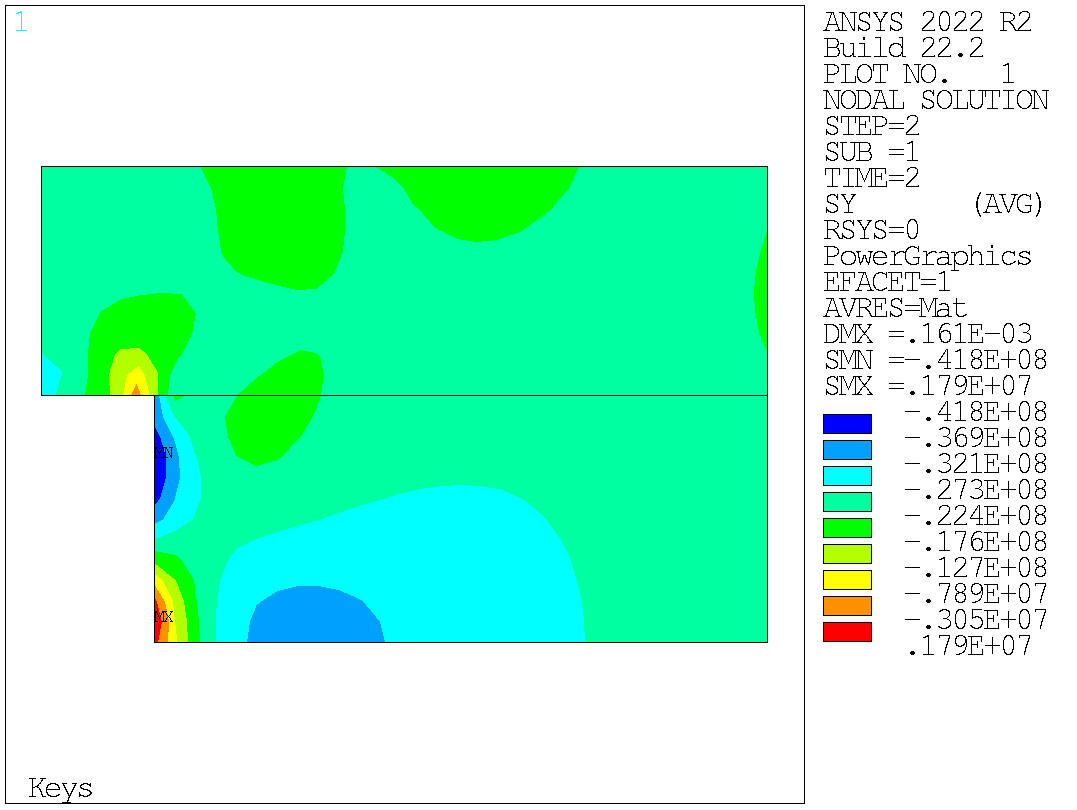 1
ANSYS 2022 R2
Build 22.2
PLOT NO. 1
NODAL SOLUTION
STEP=2
SUB =1
TIME=2
SY (AVG)
RSYS=0
PowerGraphics
EFACET=1
AVRES=Mat
DMX =.161E-03
SMN =-.418E+08
SMX =.179E+07
-.418E+08
-.369E+08
-.321E+08
-.273E+08
-.224E+08
-.176E+08
-.127E+08
-.789E+07
-.305E+07
.179E+07
MN
MX
Keys